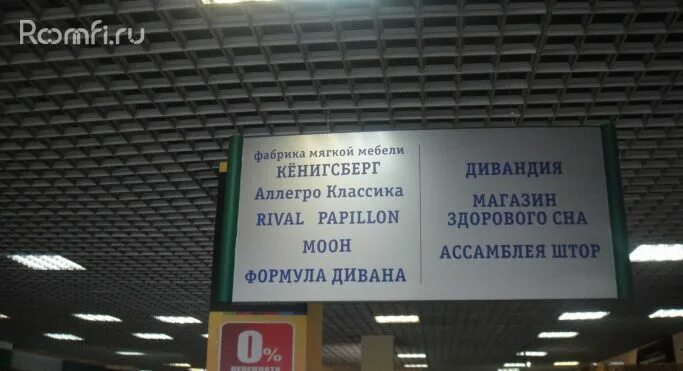 Roomfi.ru
фабрика мягкой мебели
КЁНИГСБЕРГ
Аллегро Классика
RIVAL PAPILLON
МООН
ФОРМУЛА ДИВАНА
ДИВАНДИЯ
МАГАЗИН
ЗДОРОВОГО СНА
АССАМБЛЕЯ ШТОР
0%